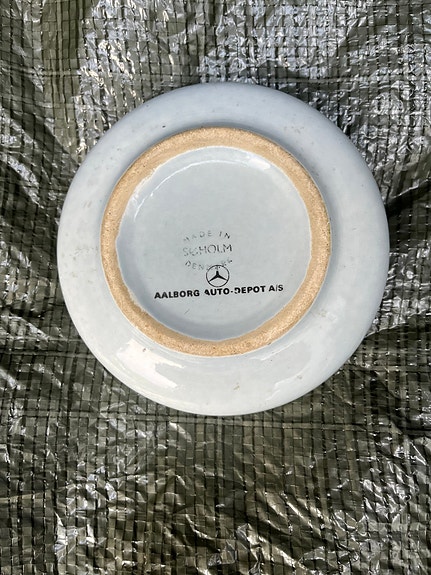 MADE IN
SØHOLM
DENMARK
AALBORG AUTO-DEPOT A/S